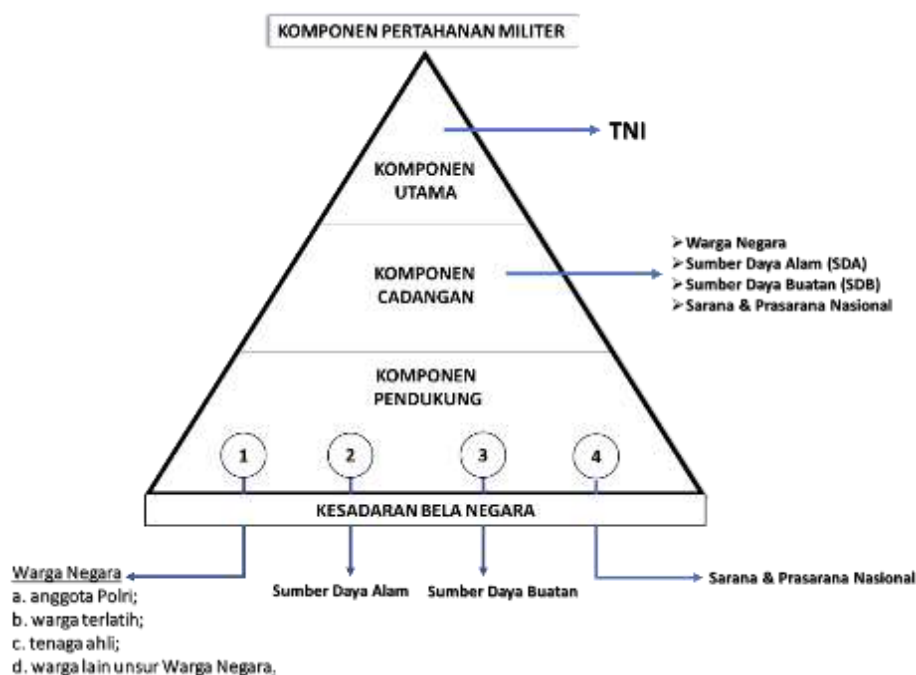 KOMPONEN PERTAHANAN MILITER
TNI
KOMPONEN
UTAMA
KOMPONEN
CADANGAN
➢Warga Negara
➢Sumber Daya Alam (SDA)
➢Sumber Daya Buatan (SDB)
➢Sarana & Prasarana Nasional
KOMPONEN
PENDUKUNG
1
2
3
4
KESADARAN BELA NEGARA
Warga Negara
a. anggota Polri;
b. warga terlatih;
c. tenaga ahli;
d. warga lain unsur Warga Negara,
Sumber Daya Alam
Sumber Daya Buatan
Sarana & Prasarana Nasional